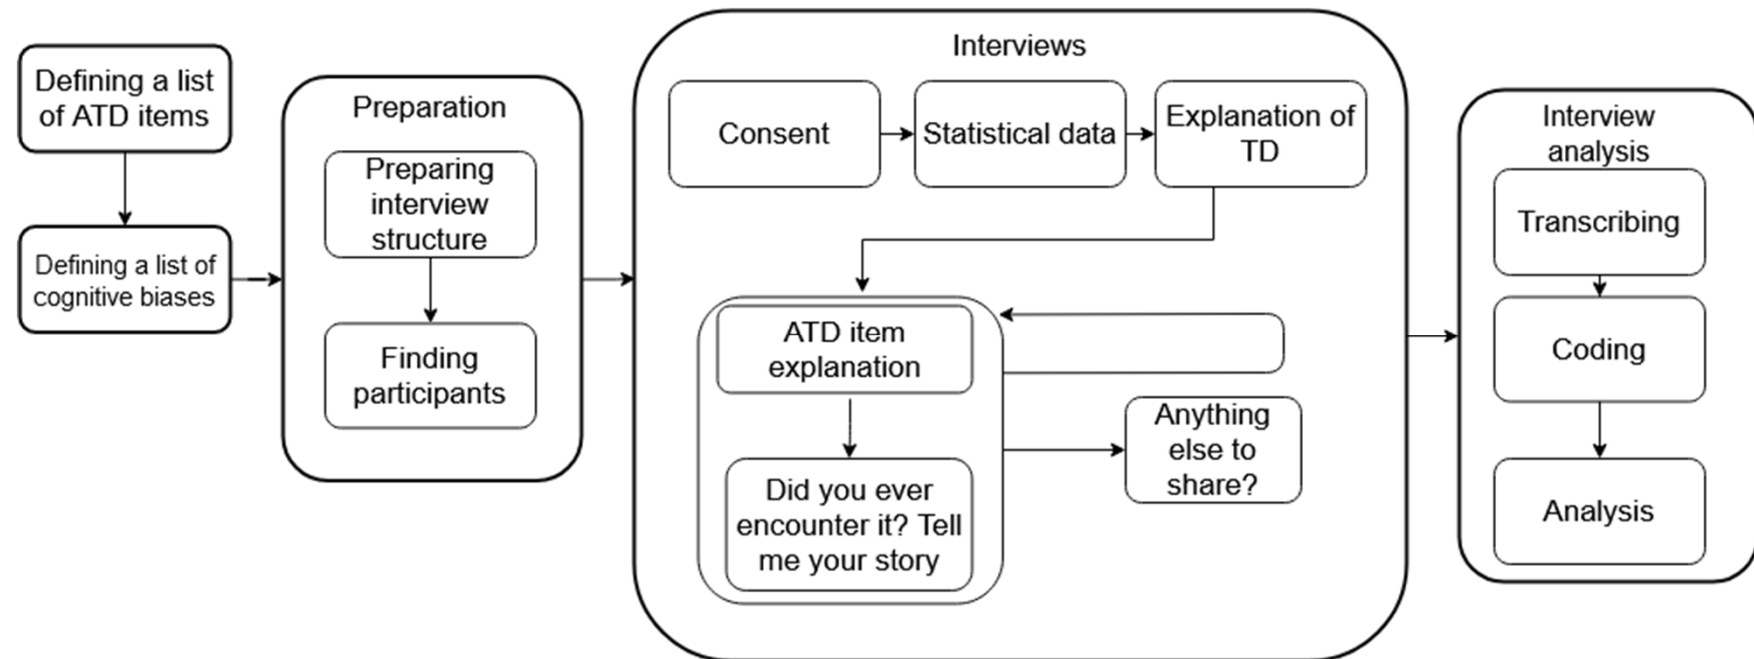 Defining a list
of ATD items
Defining a list of
cognitive biases
Preparation
Preparing
interview
structure
Finding
participants
Interviews
Consent
Statistical data
Explanation of
TD
ATD item
explanation
Did you ever
encounter it? Tell
me your story
Anything
else to
share?
Interview
analysis
Transcribing
Coding
Analysis